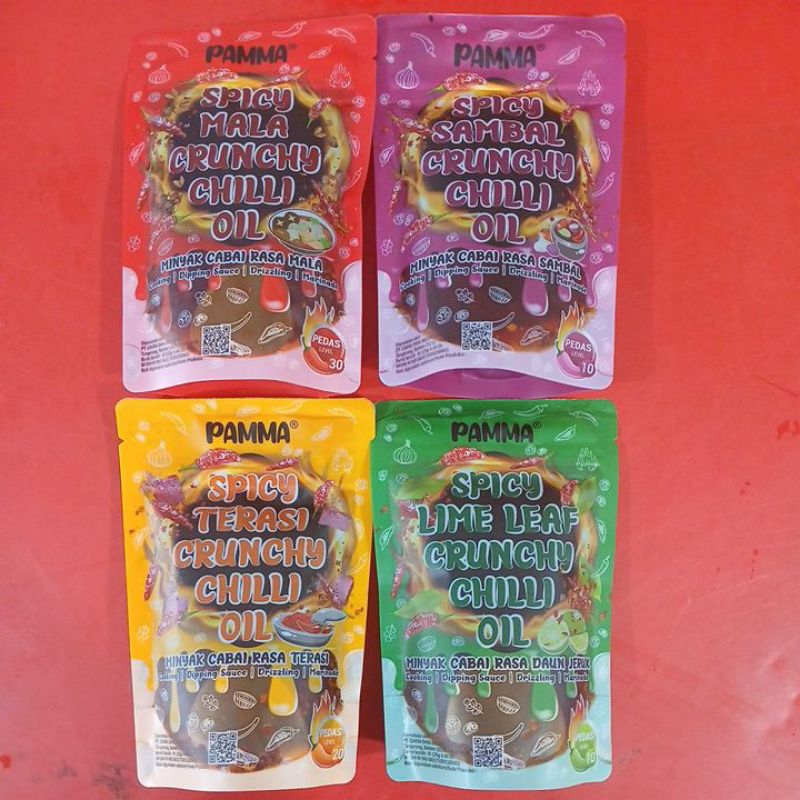 PAMMA®
SPICY
MALA
CRUNCHY
CHILLI
OIL
MINYAK CABAI RASA MALA
Cooking | Dipping Sauce | Drizzling | Marinade
PEDAS
LEVEL
30
PAMMA®
SPICY
SAMBAL
CRUNCHY
CHILLI
OIL
MINYAK CABAI RASA SAMBAL
Cooking | Dipping Sauce | Drizzling | Marinade
PEDAS
LEVEL
10
PAMMA®
SPICY
TERASI
CRUNCHY
CHILLI
OIL
MINYAK CABAI RASA TERASI
Cooking | Dipping Sauce | Drizzling | Marinade
PEDAS
LEVEL
20
PAMMA®
SPICY
LIME LEAF
CRUNCHY
CHILLI
OIL
MINYAK CABAI RASA DAUN JERUK
Cooking | Dipping Sauce | Drizzling | Marinade
PEDAS
LEVEL
10